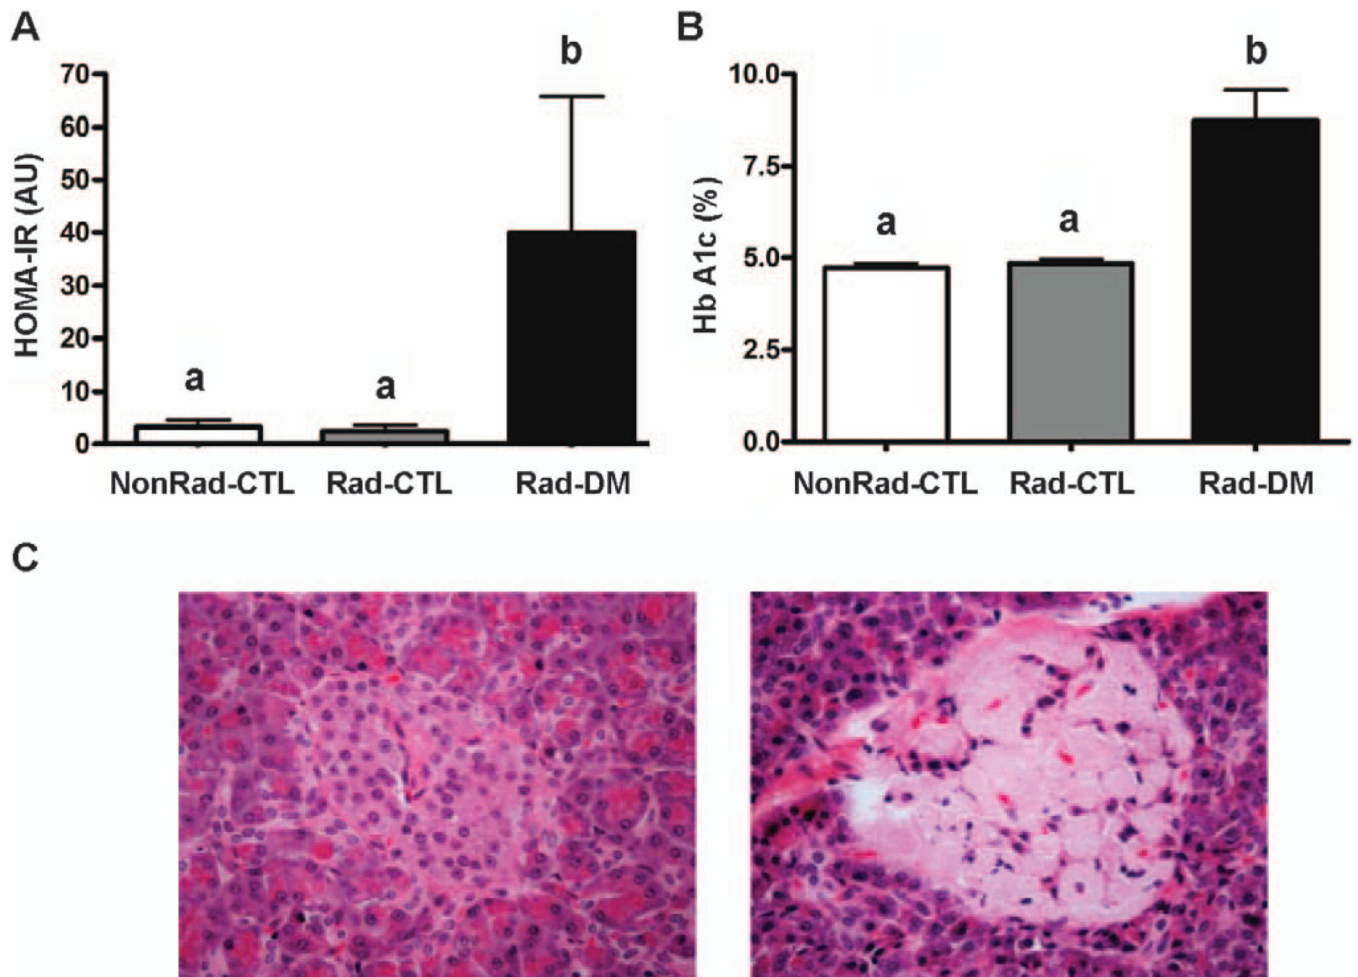 A
HOMA-IR (AU)
70
60
50
40
30
20
10
0
a
a
b
NonRad-CTL
Rad-CTL
Rad-DM
B
Hb A1c (%)
10.0
7.5
5.0
2.5
0.0
a
a
b
NonRad-CTL
Rad-CTL
Rad-DM
C